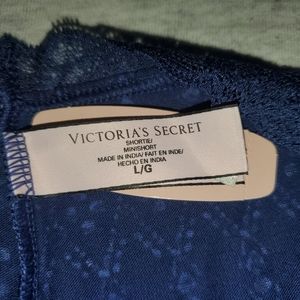 VICTORIA'S SECRET
SHORTIE/
MINISHORT
MADE IN INDIA/ FAIT EN INDE/
HECHO EN INDIA
L/G